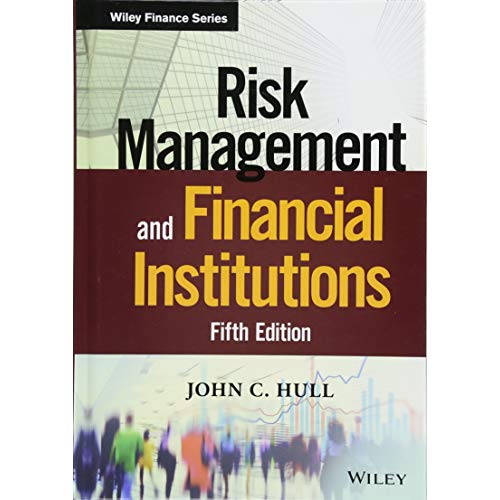 Wiley Finance Series
Risk
Management
and Financial
Institutions
Fifth Edition
JOHN C. HULL
WILEY